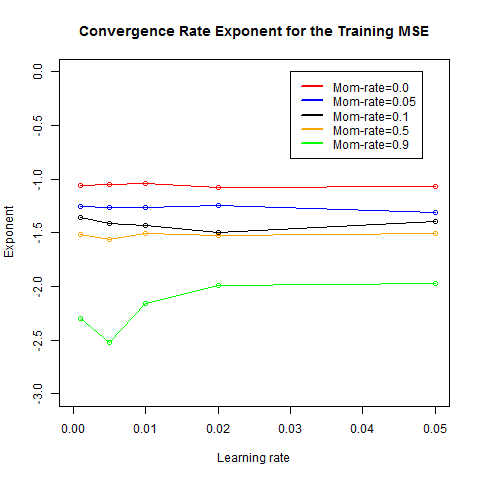 Convergence Rate Exponent for the Training MSE
Mom-rate=0.0
Mom-rate=0.05
Mom-rate=0.1
Mom-rate=0.5
Mom-rate=0.9
Exponent
0.0
-0.5
-1.0
-1.5
-2.0
-2.5
-3.0
0.00 0.01 0.02 0.03 0.04 0.05
Learning rate